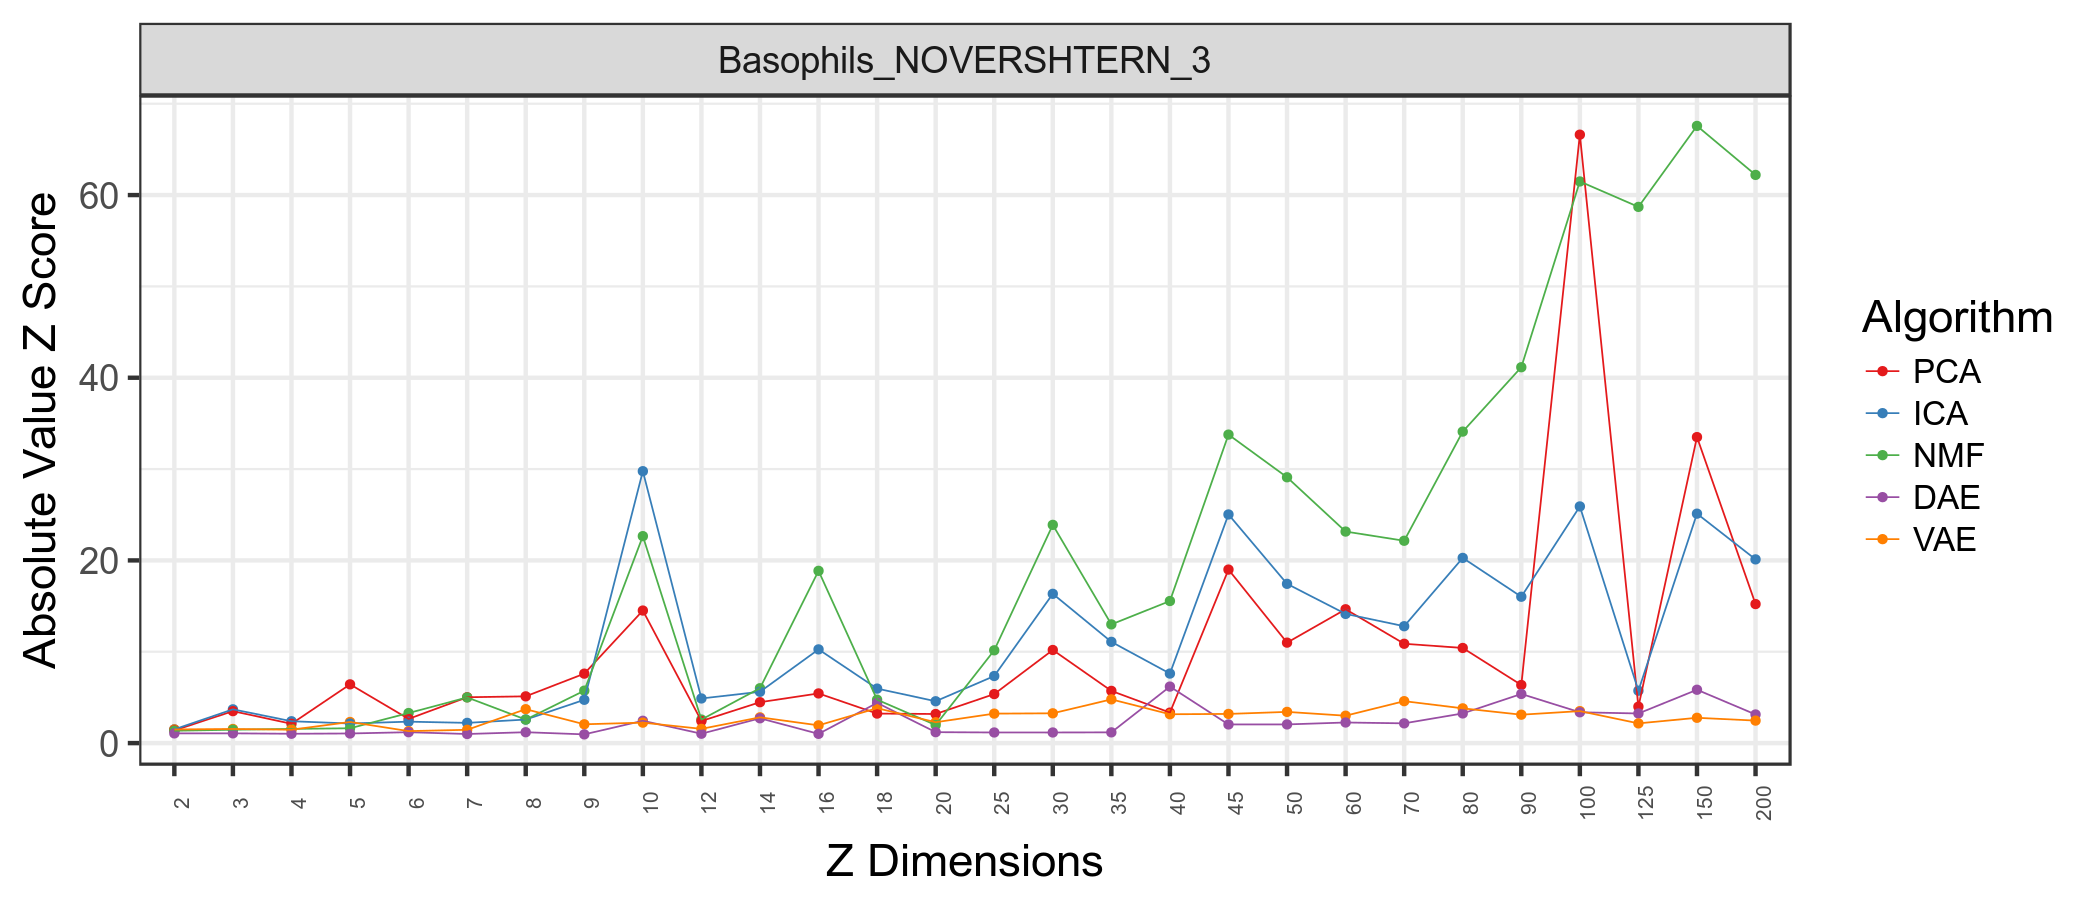 Basophils_NOVERSHTERN_3
Absolute Value Z Score
60
40
20
0
2 3 4 5 6 7 8 9 10 12 14 16 18 20 25 30 35 40 45 50 60 70 80 90 100 125 150 200
Z Dimensions
Algorithm
PCA
ICA
NMF
DAE
VAE